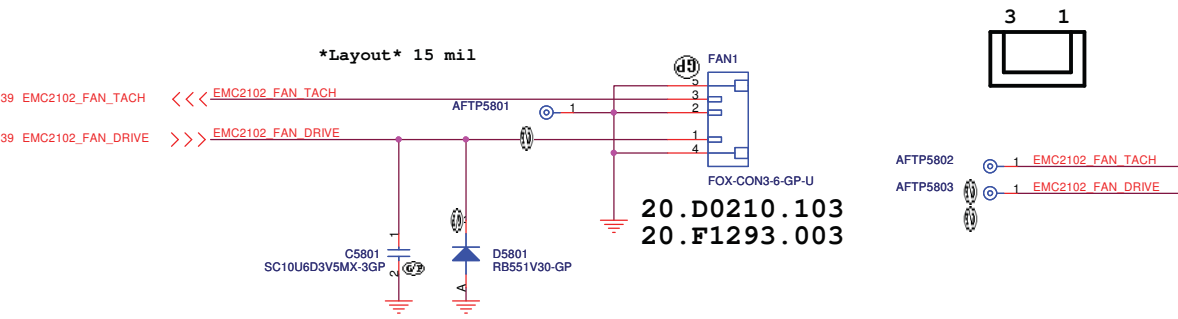 3 1
*Layout* 15 mil
FAN1
GP
5
39 EMC2102_FAN_TACH
EMC2102_FAN_TACH
3
AFTP5801
1
2
39 EMC2102_FAN_DRIVE
EMC2102_FAN_DRIVE
1
4
AFTP5802
1 EMC2102_FAN_TACH
FOX-CON3-6-GP-U
AFTP5803
1 EMC2102_FAN_DRIVE
20.D0210.103
20.F1293.003
1
C5801
SC10U6D3V5MX-3GP
2
D5801
RB551V30-GP
A